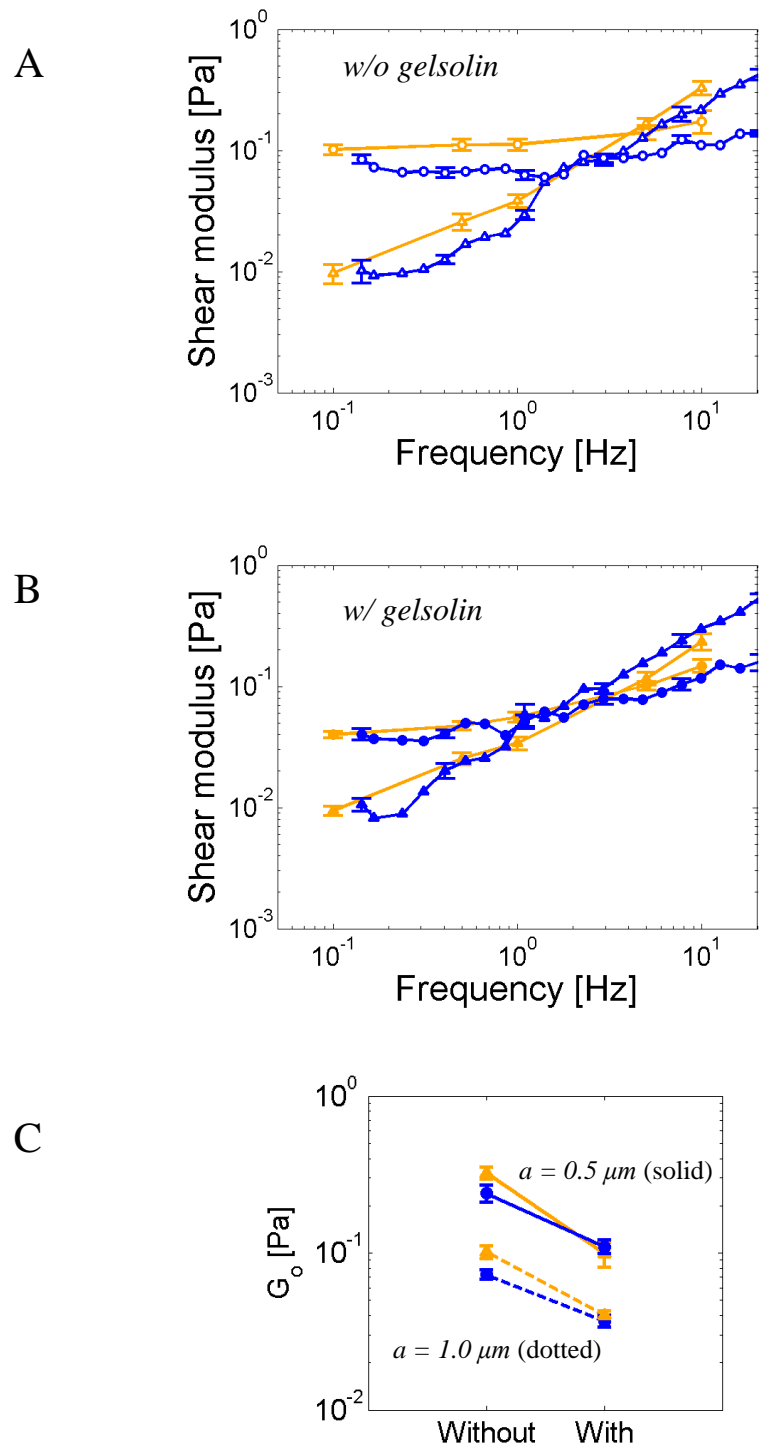 A
w/o gelsolin
Shear modulus [Pa]
10^0
10^-1
10^-2
10^-3
10^-1
10^0
10^1
Frequency [Hz]
B
w/ gelsolin
Shear modulus [Pa]
10^0
10^-1
10^-2
10^-3
10^-1
10^0
10^1
Frequency [Hz]
C
G_o [Pa]
10^0
10^-1
10^-2
a = 0.5 μm (solid)
a = 1.0 μm (dotted)
Without With